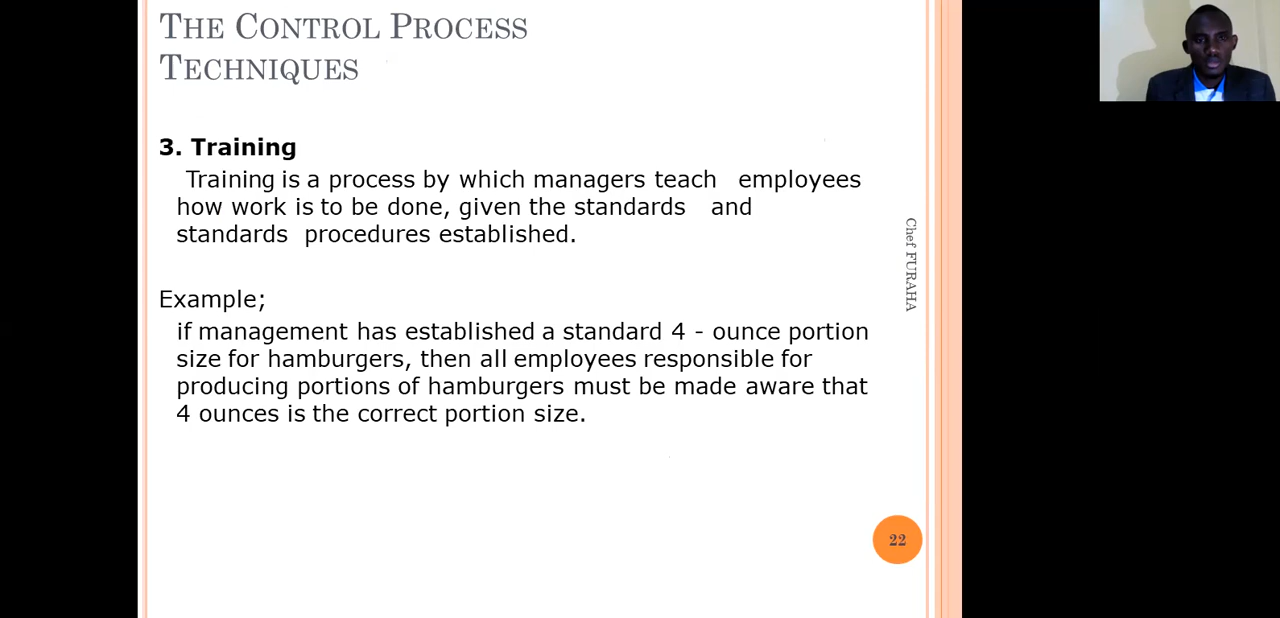 THE CONTROL PROCESS
TECHNIQUES
3. Training
Training is a process by which managers teach employees
how work is to be done, given the standards and
standards procedures established.
Example;
if management has established a standard 4 - ounce portion
size for hamburgers, then all employees responsible for
producing portions of hamburgers must be made aware that
4 ounces is the correct portion size.
Chef FURAHA
22